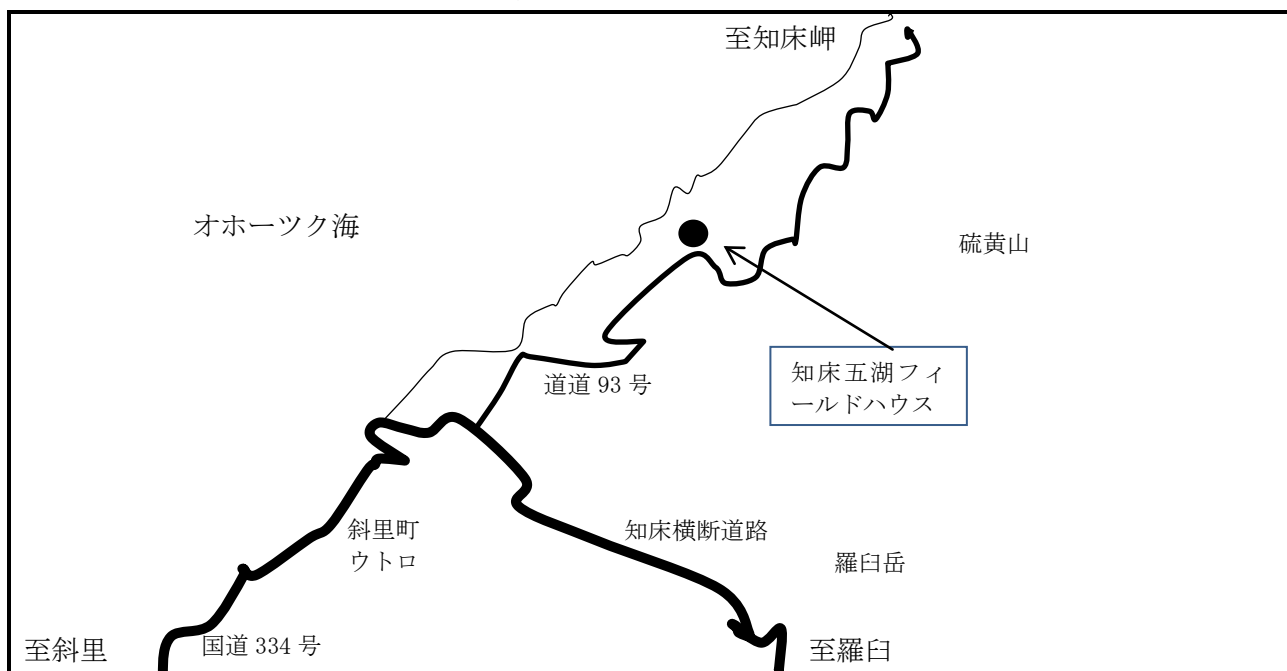 至知床岬
オホーツク海
硫黄山
知床五湖フィ
ールドハウス
道道 93 号
斜里町
ウトロ
知床横断道路
羅臼岳
至斜里
国道 334 号
至羅臼